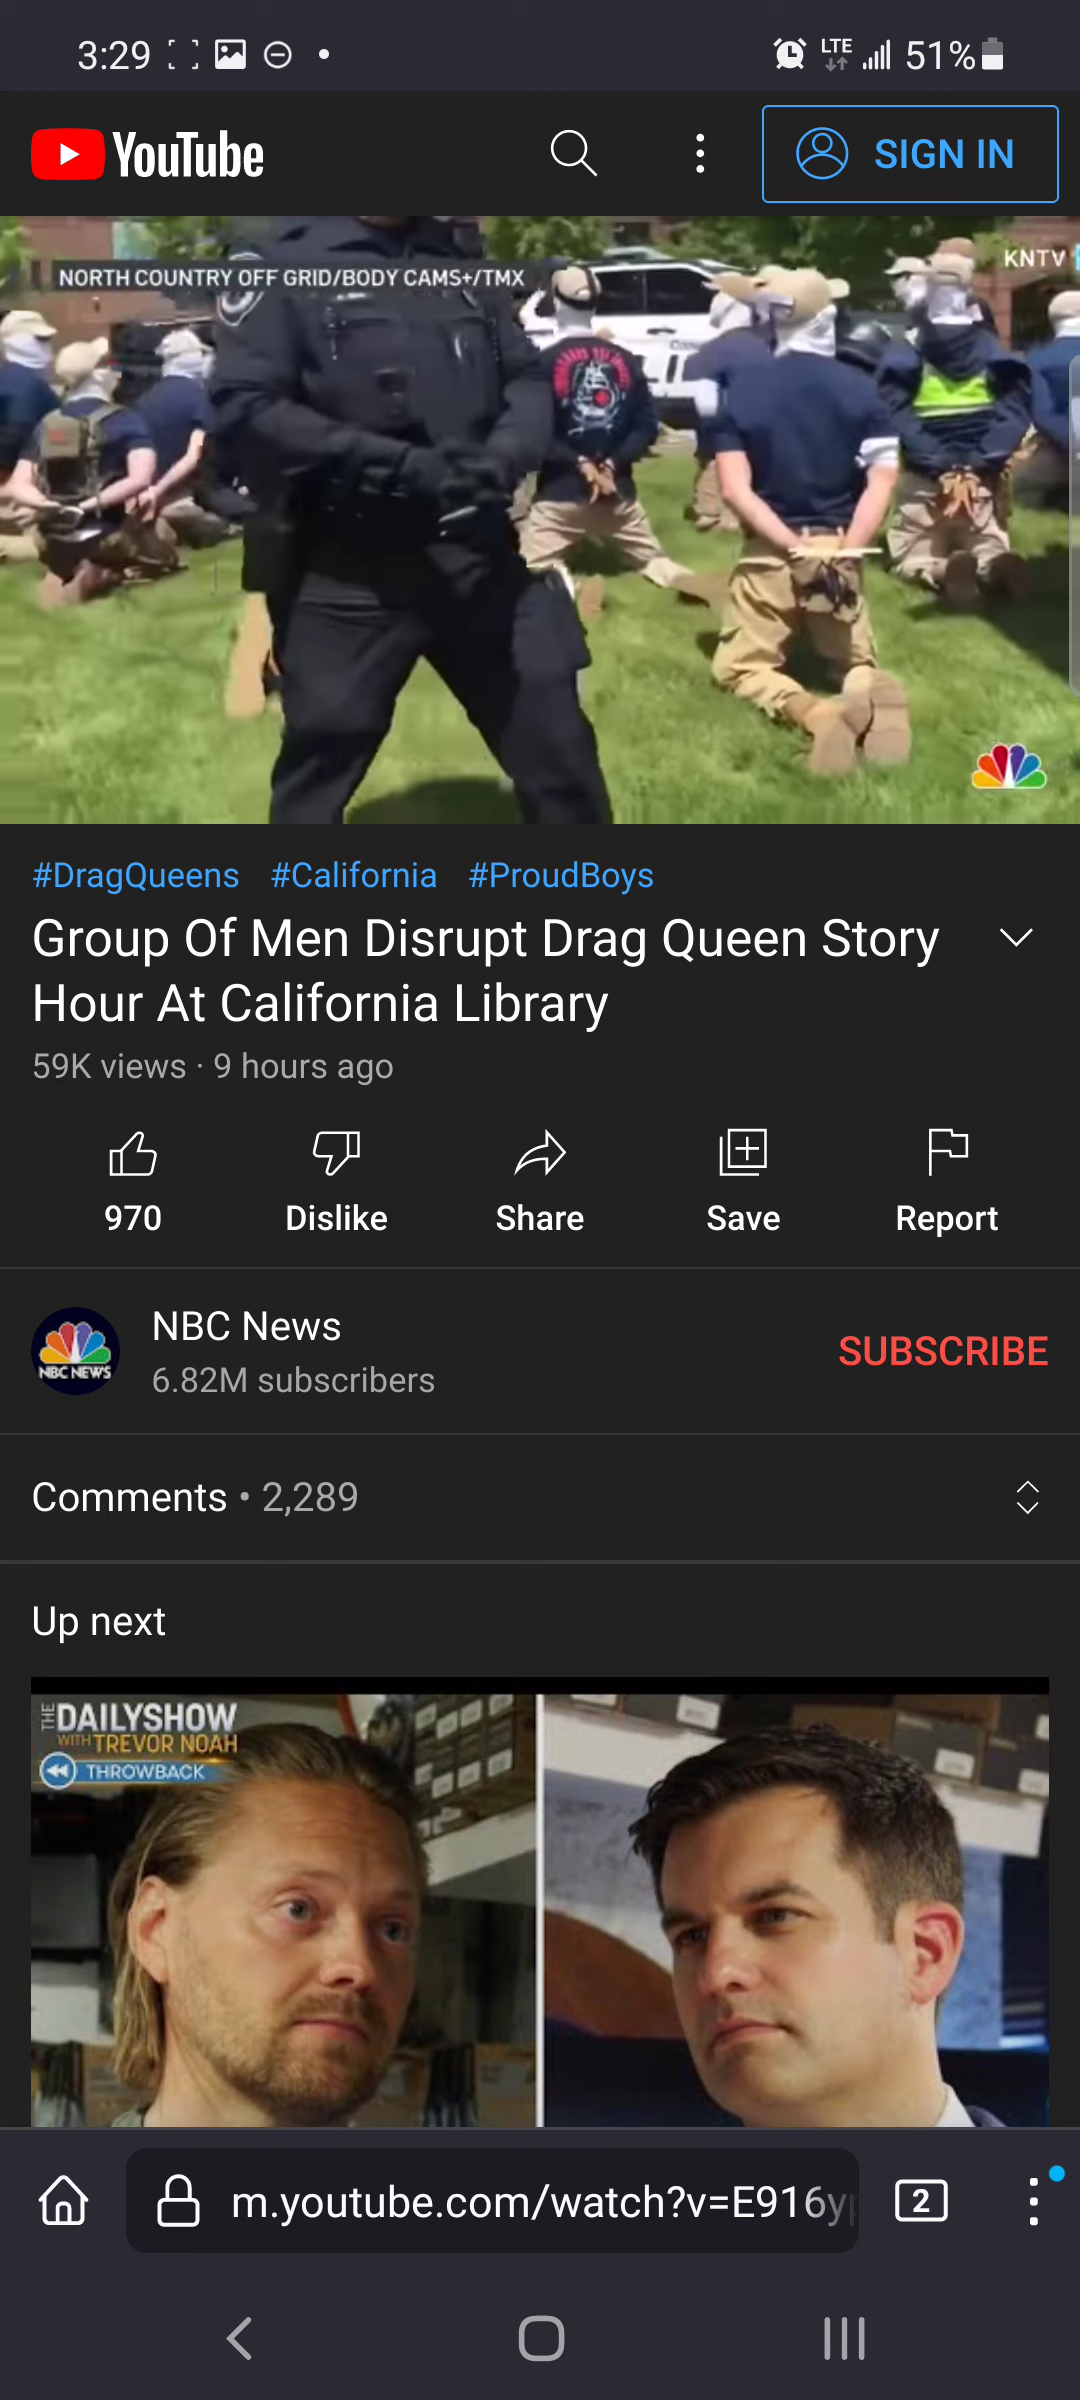 3:29
LTE
51%
YouTube
SIGN IN
NORTH COUNTRY OFF GRID/BODY CAMS+/TMX
KNTV
#DragQueens #California #ProudBoys
Group Of Men Disrupt Drag Queen Story
Hour At California Library
59K views · 9 hours ago
970
Dislike
Share
Save
Report
NBC NEWS
NBC News
6.82M subscribers
SUBSCRIBE
Comments • 2,289
Up next
THE
DAILYSHOW
WITH TREVOR NOAH
THROWBACK
m.youtube.com/watch?v=E916y
2